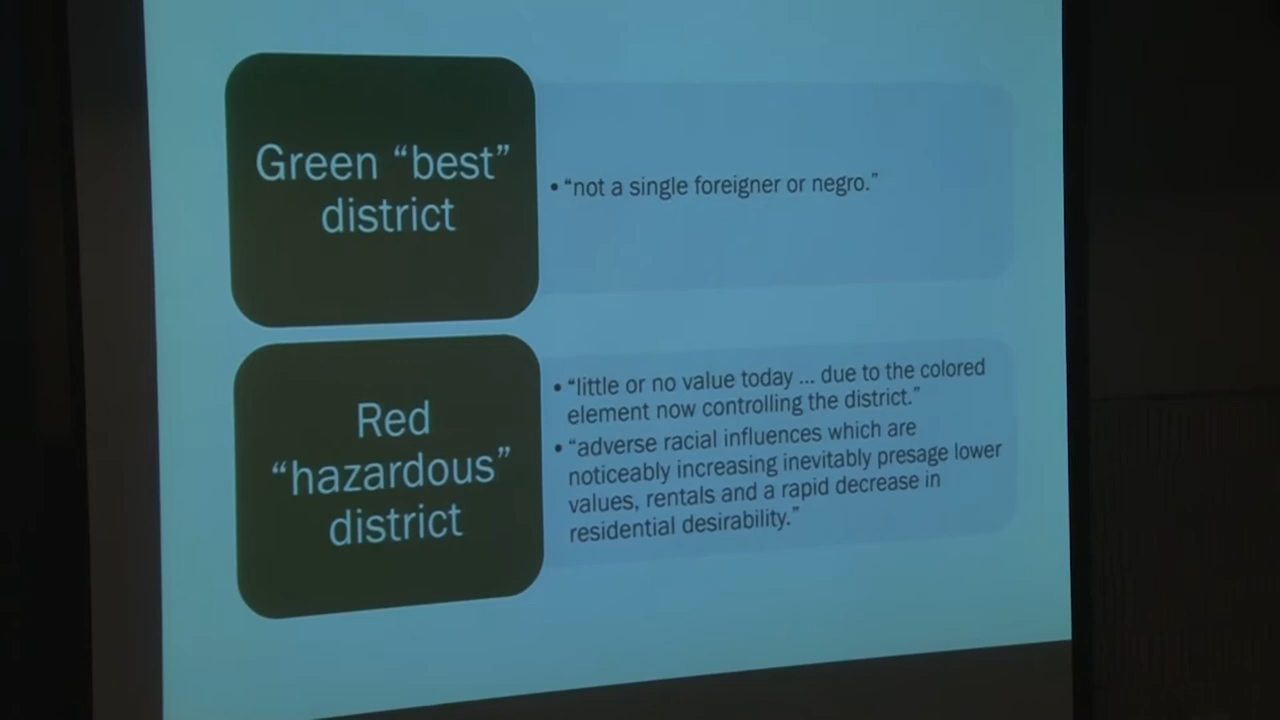 Green “best”
district
• “not a single foreigner or negro.”
Red
“hazardous”
district
• “little or no value today ... due to the colored
element now controlling the district.”
• “adverse racial influences which are
noticeably increasing inevitably presage lower
values, rentals and a rapid decrease in
residential desirability.”